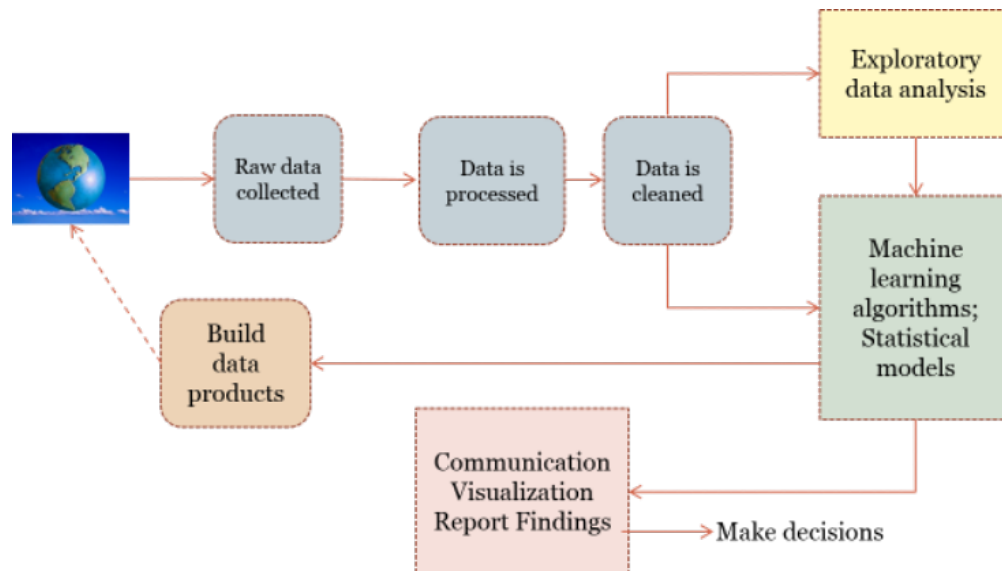 Exploratory
data analysis
Raw data
collected
Data is
processed
Data is
cleaned
Machine
learning
algorithms;
Statistical
models
Build
data
products
Communication
Visualization
Report Findings
Make decisions